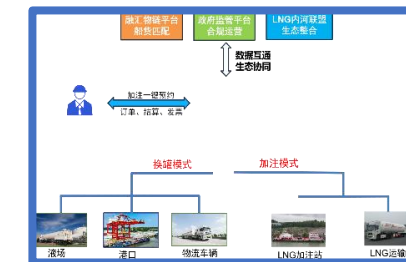 融汇物链平台
船货匹配
政府监管平台
合规运营
LNG内河联盟
生态整合
数据互通
生态协同
加注一键预约
订单、结算、发票
换罐模式
加注模式
液场
港口
物流车辆
LNG加注站
LNG运输